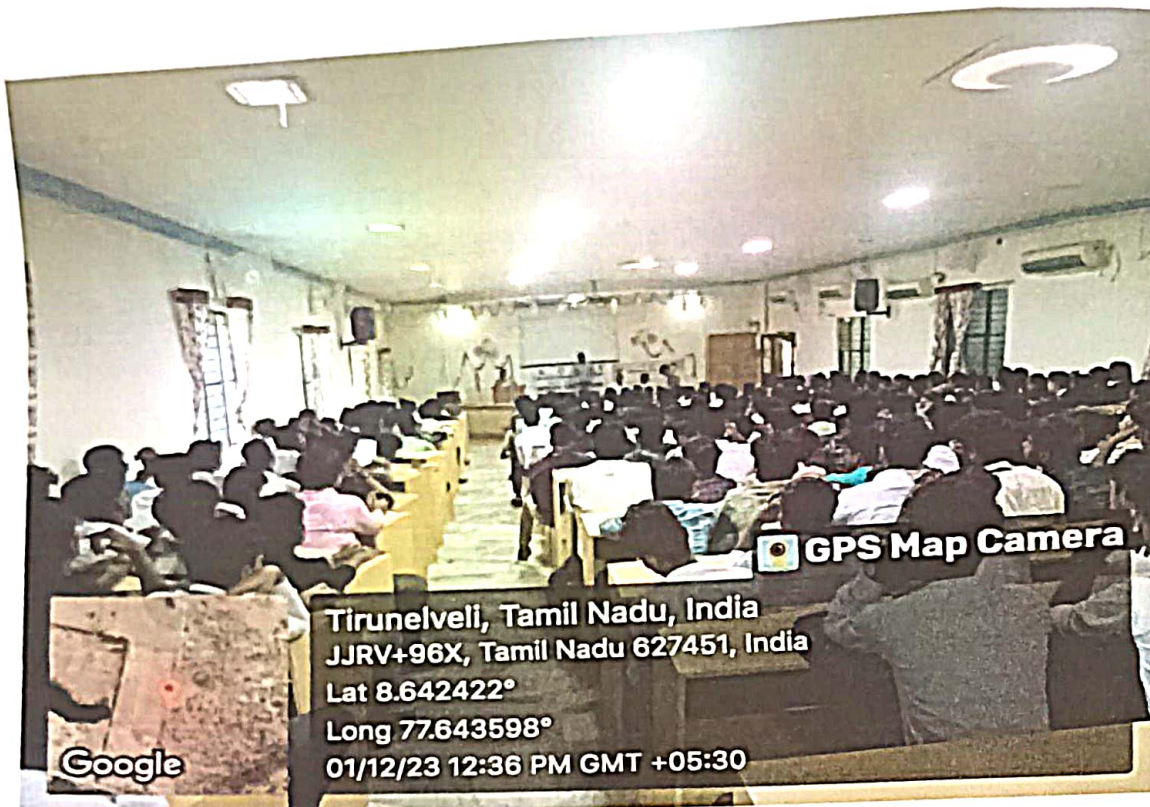 GPS Map Camera
Tirunelveli, Tamil Nadu, India
JJRV+96X, Tamil Nadu 627451, India
Lat 8.642422°
Long 77.643598°
01/12/23 12:36 PM GMT +05:30
Google